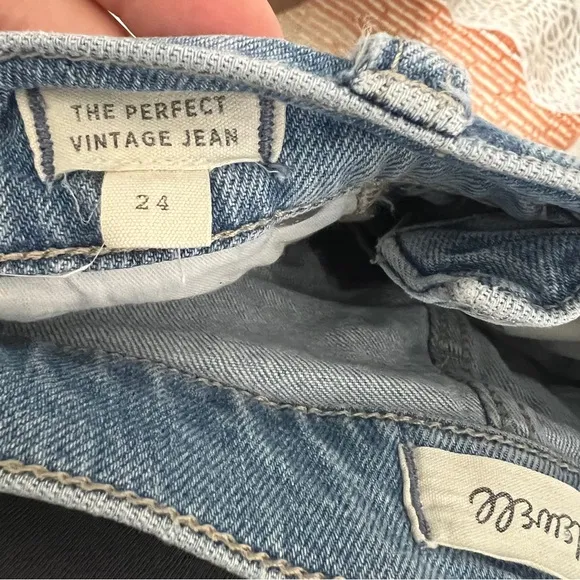 THE PERFECT
VINTAGE JEAN
24